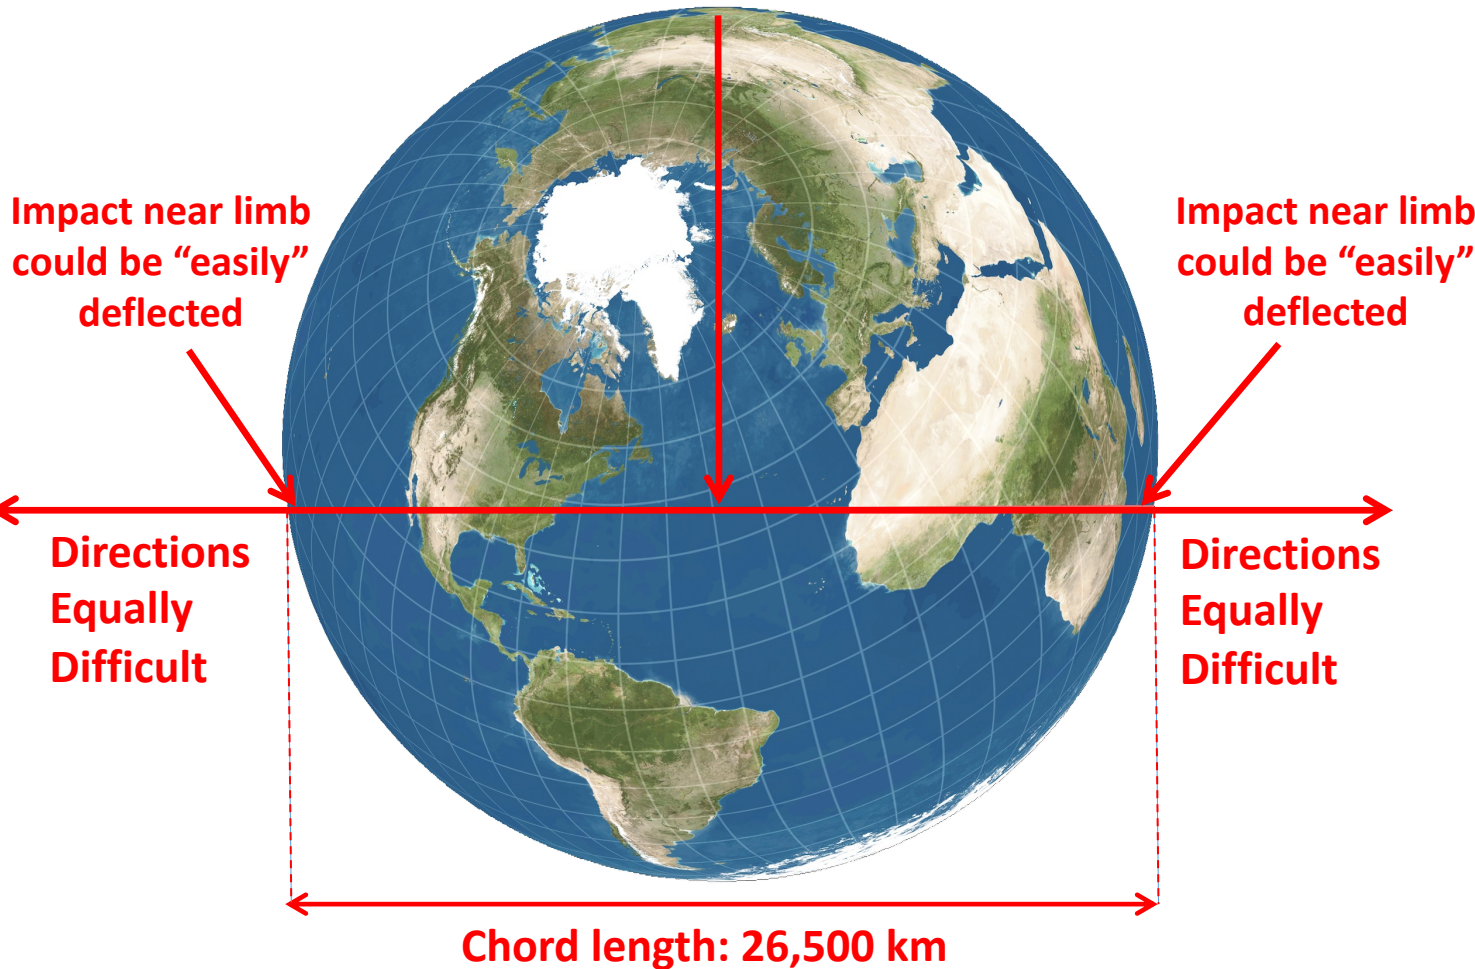 Impact near limb
could be “easily”
deflected
Impact near limb
could be “easily”
deflected
Directions
Equally
Difficult
Directions
Equally
Difficult
Chord length: 26,500 km